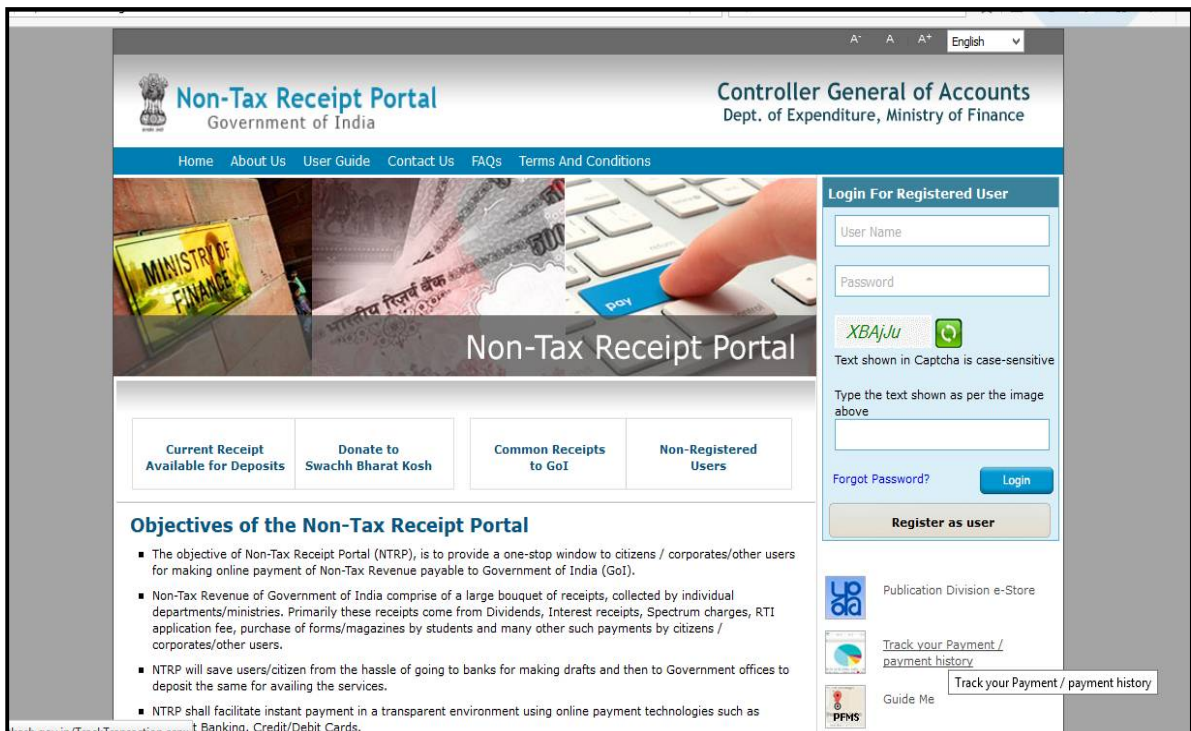 A- A A+ English
Non-Tax Receipt Portal
Government of India
Controller General of Accounts
Dept. of Expenditure, Ministry of Finance
Home About Us User Guide Contact Us FAQs Terms And Conditions
MINISTRY OF
FINANCE
भारतीय रिज़र्व बैंक
500
pay
Non-Tax Receipt Portal
Login For Registered User
User Name
Password
XBAjJu
Text shown in Captcha is case-sensitive
Type the text shown as per the image
above
Forgot Password? Login
Register as user
Current Receipt
Available for Deposits
Donate to
Swachh Bharat Kosh
Common Receipts
to GoI
Non-Registered
Users
Objectives of the Non-Tax Receipt Portal
▪ The objective of Non-Tax Receipt Portal (NTRP), is to provide a one-stop window to citizens / corporates/other users
for making online payment of Non-Tax Revenue payable to Government of India (GoI).
▪ Non-Tax Revenue of Government of India comprise of a large bouquet of receipts, collected by individual
departments/ministries. Primarily these receipts come from Dividends, Interest receipts, Spectrum charges, RTI
application fee, purchase of forms/magazines by students and many other such payments by citizens /
corporates/other users.
▪ NTRP will save users/citizen from the hassle of going to banks for making drafts and then to Government offices to
deposit the same for availing the services.
▪ NTRP shall facilitate instant payment in a transparent environment using online payment technologies such as
Banking, Credit/Debit Cards.
Publication Division e-Store
Track your Payment /
payment history
Track your Payment / payment history
PFMS
Guide Me